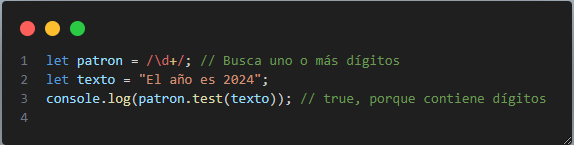 1 let patron = /\d+/; // Busca uno o más dígitos
2 let texto = "El año es 2024";
3 console.log(patron.test(texto)); // true, porque contiene dígitos
4